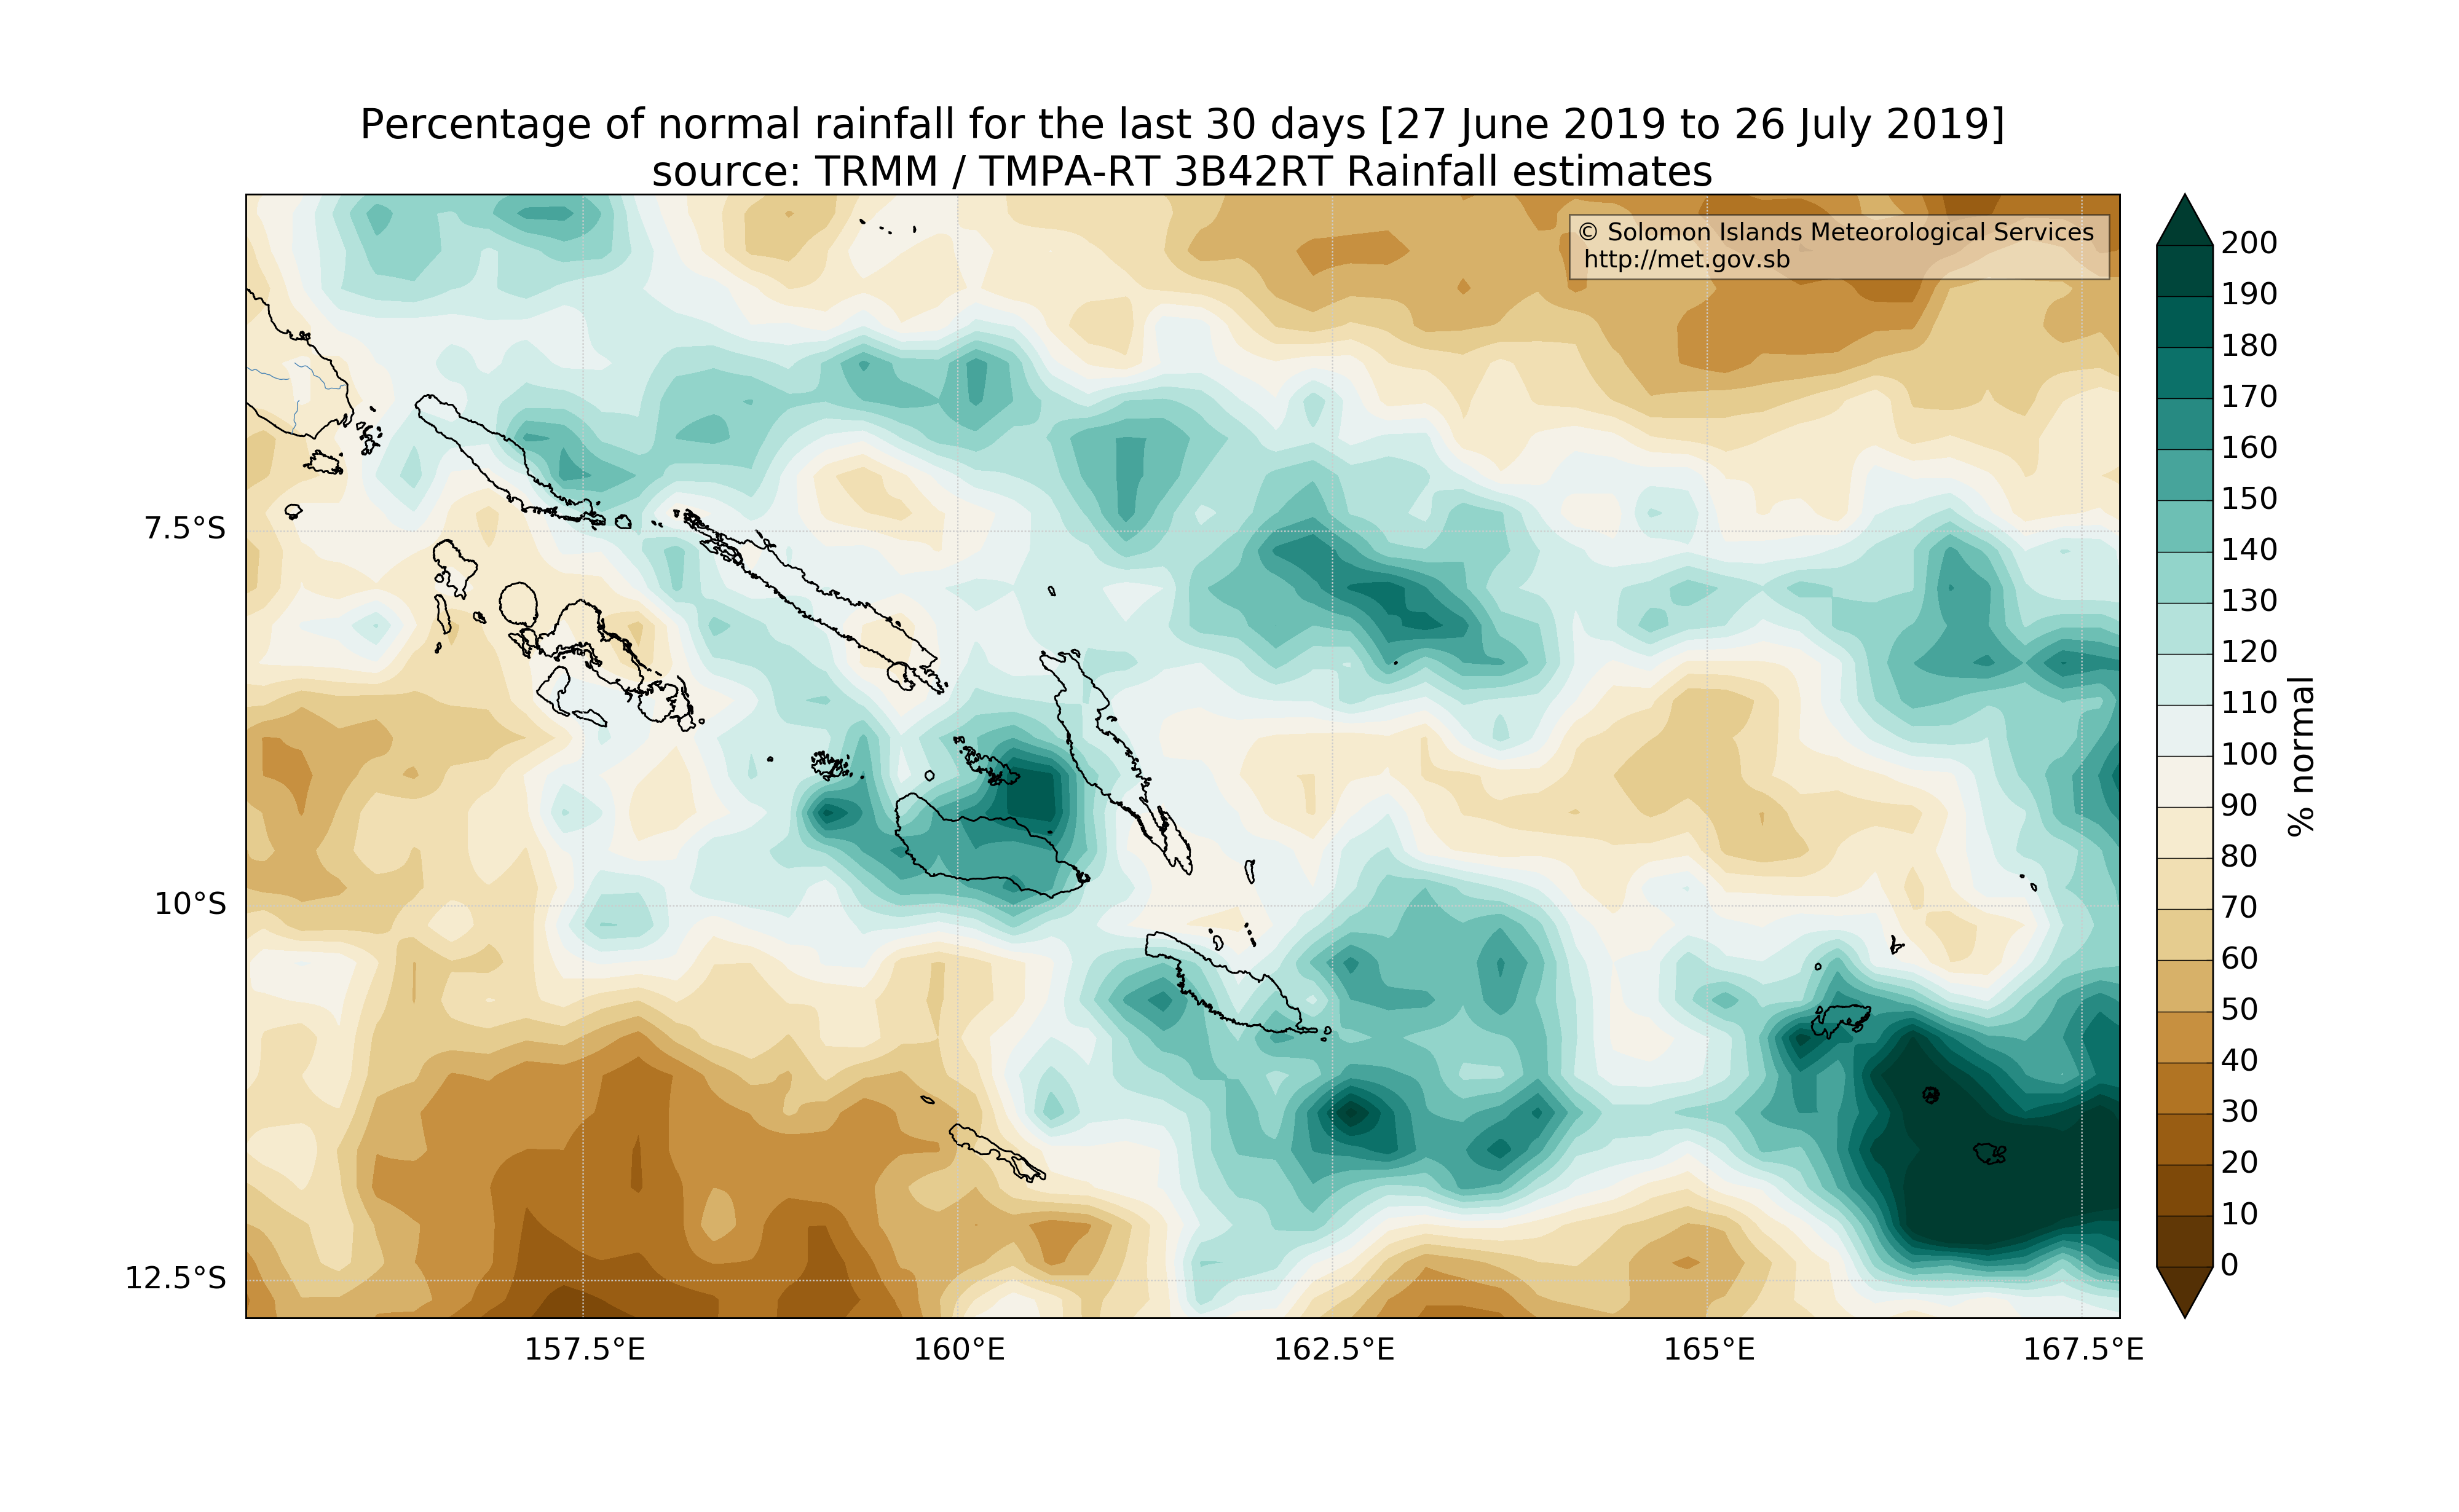 Percentage of normal rainfall for the last 30 days [27 June 2019 to 26 July 2019]
source: TRMM / TMPA-RT 3B42RT Rainfall estimates
© Solomon Islands Meteorological Services
http://met.gov.sb
7.5°S
10°S
12.5°S
157.5°E
160°E
162.5°E
165°E
167.5°E
200
190
180
170
160
150
140
130
120
110
100
90
80
70
60
50
40
30
20
10
0
% normal